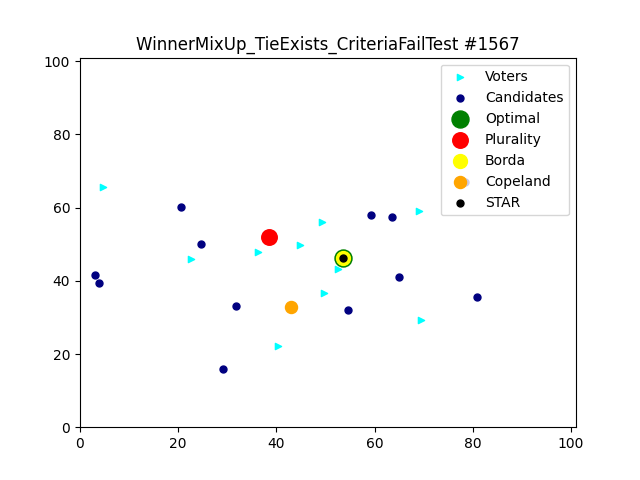 WinnerMixUp_TieExists_CriteriaFailTest #1567
100
80
60
40
20
0
0
20
40
60
80
100
Voters
Candidates
Optimal
Plurality
Borda
Copeland
STAR